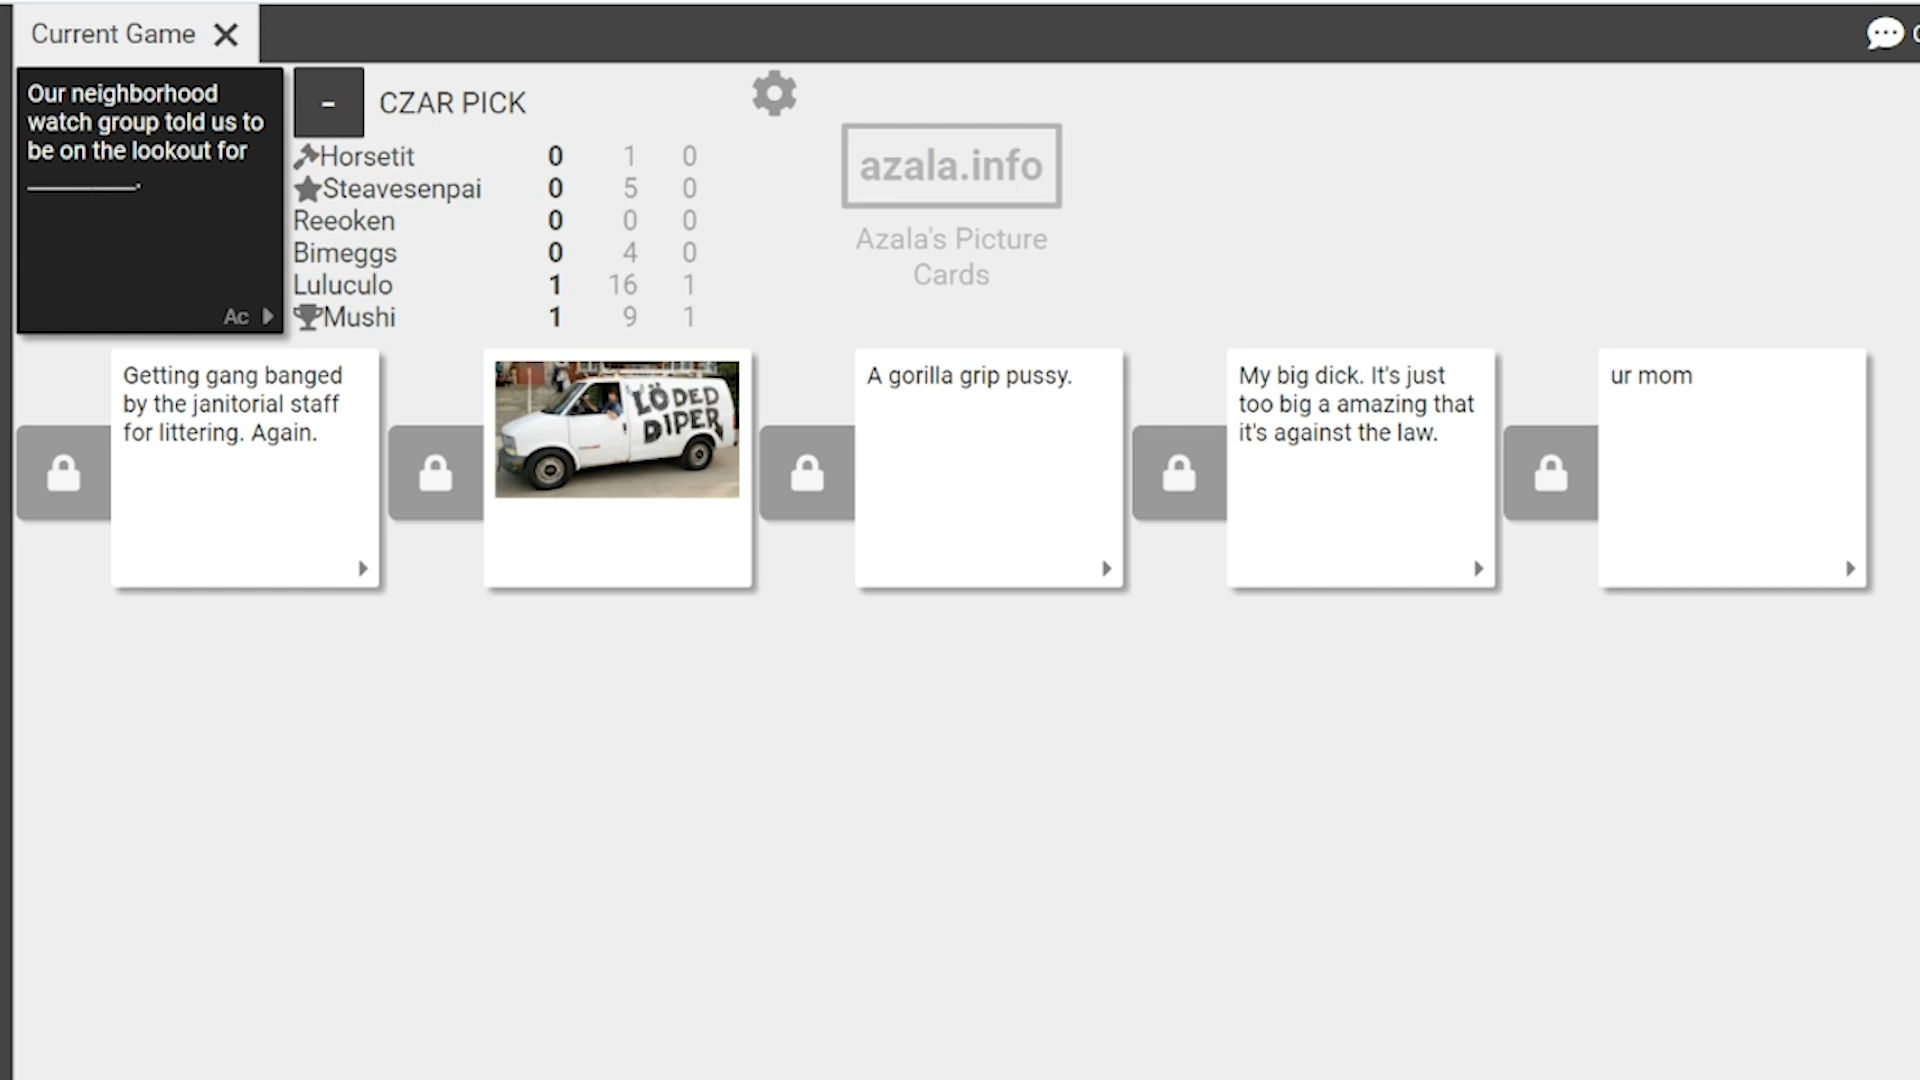 Current Game
Our neighborhood
watch group told us to
be on the lookout for
__________.
Ac
-
CZAR PICK
Horsetit 0 1 0
Steavesenpai 0 5 0
Reeoken 0 0 0
Bimeggs 0 4 0
Luluculo 1 16 1
Mushi 1 9 1
azala.info
Azala's Picture
Cards
Getting gang banged
by the janitorial staff
for littering. Again.
LÖDED
DIPER
A gorilla grip pussy.
My big dick. It's just
too big a amazing that
it's against the law.
ur mom